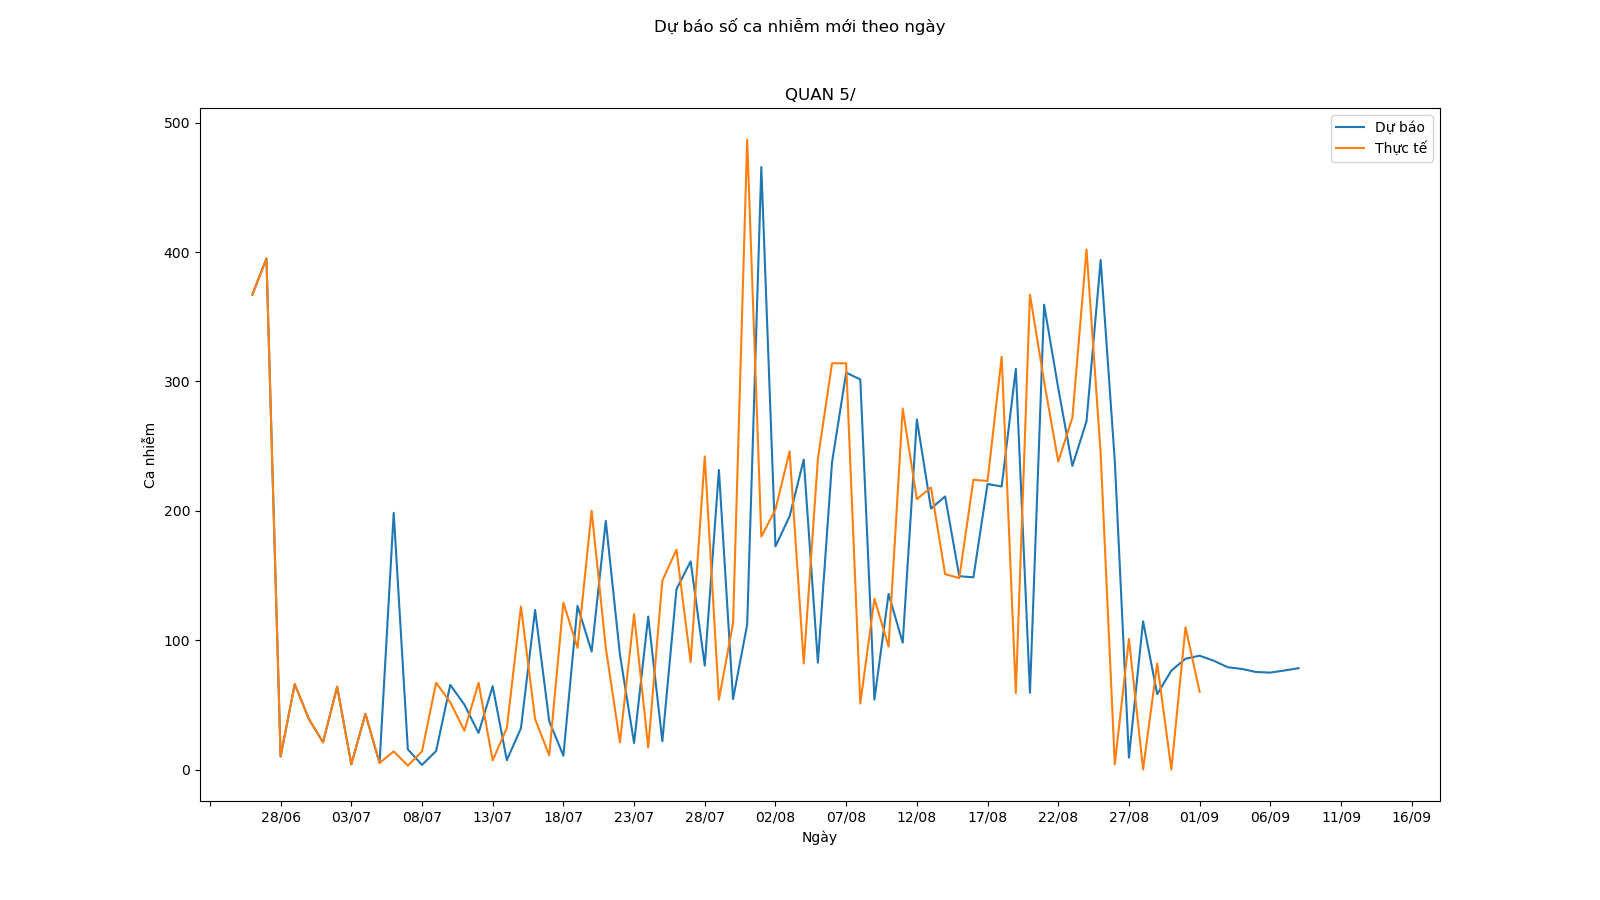 Dự báo số ca nhiễm mới theo ngày
QUAN 5/
Dự báo
Thực tế
500
400
300
200
100
0
Ca nhiễm
28/06 03/07 08/07 13/07 18/07 23/07 28/07 02/08 07/08 12/08 17/08 22/08 27/08 01/09 06/09 11/09 16/09
Ngày